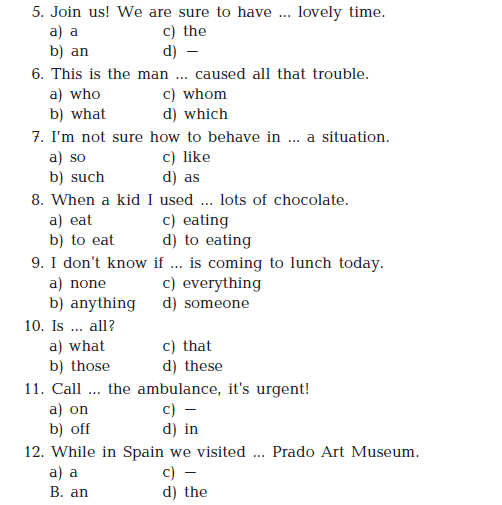 5. Join us! We are sure to have ... lovely time.
a) a c) the
b) an d) —
6. This is the man ... caused all that trouble.
a) who c) whom
b) what d) which
7. I'm not sure how to behave in ... a situation.
a) so c) like
b) such d) as
8. When a kid I used ... lots of chocolate.
a) eat c) eating
b) to eat d) to eating
9. I don't know if ... is coming to lunch today.
a) none c) everything
b) anything d) someone
10. Is ... all?
a) what c) that
b) those d) these
11. Call ... the ambulance, it's urgent!
a) on c) —
b) off d) in
12. While in Spain we visited ... Prado Art Museum.
a) a c) —
B. an d) the